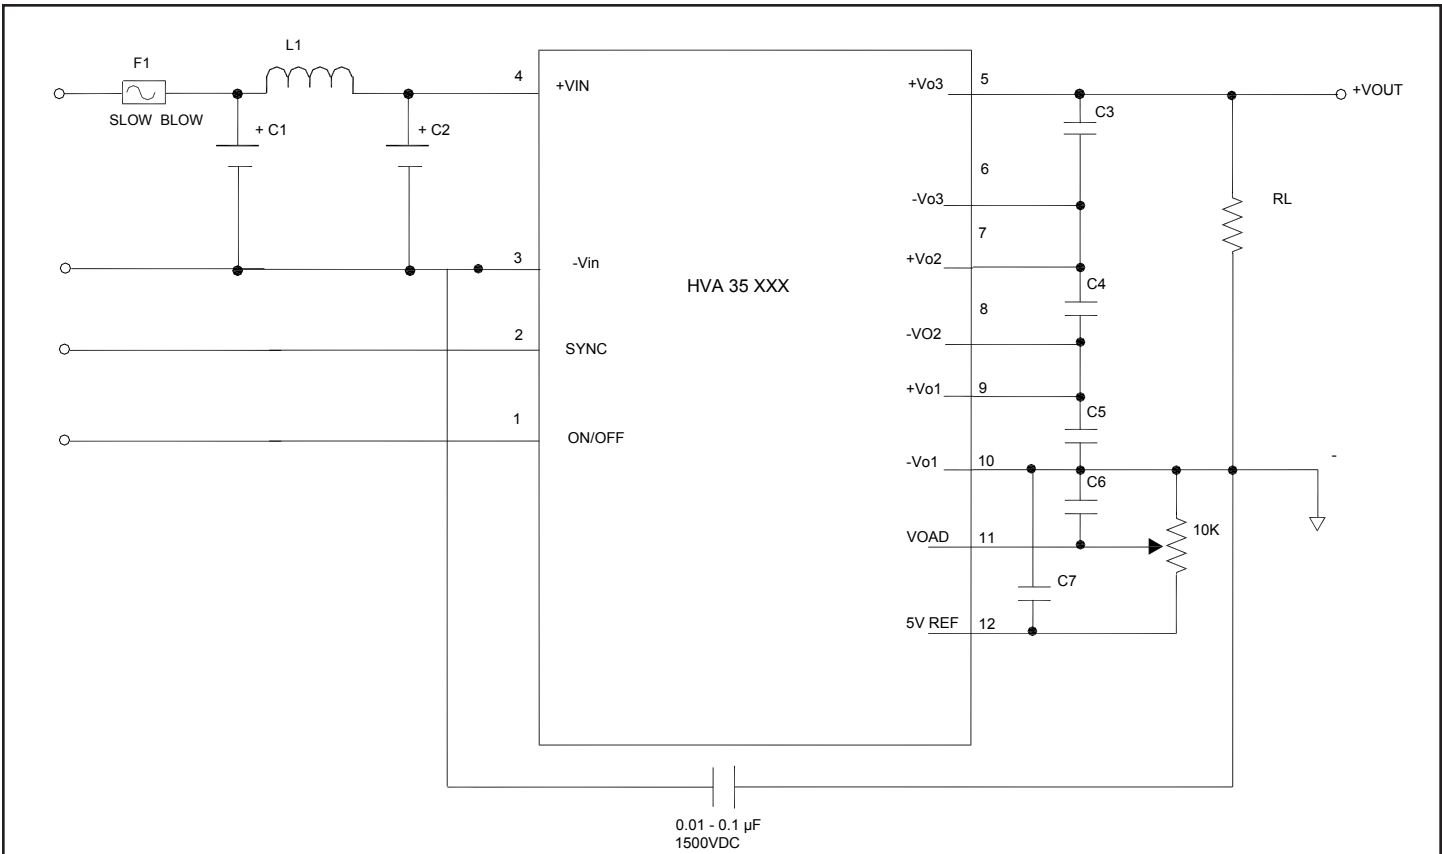 L1
F1
SLOW BLOW
+ C1
+ C2
4
+VIN
+Vo3
5
+VOUT
C3
6
-Vo3
RL
7
3
-Vin
+Vo2
HVA 35 XXX
C4
8
2
SYNC
-VO2
+Vo1
9
1
ON/OFF
C5
-Vo1
10
-
C6
VOAD
11
10K
C7
5V REF
12
0.01 - 0.1 µF
1500VDC